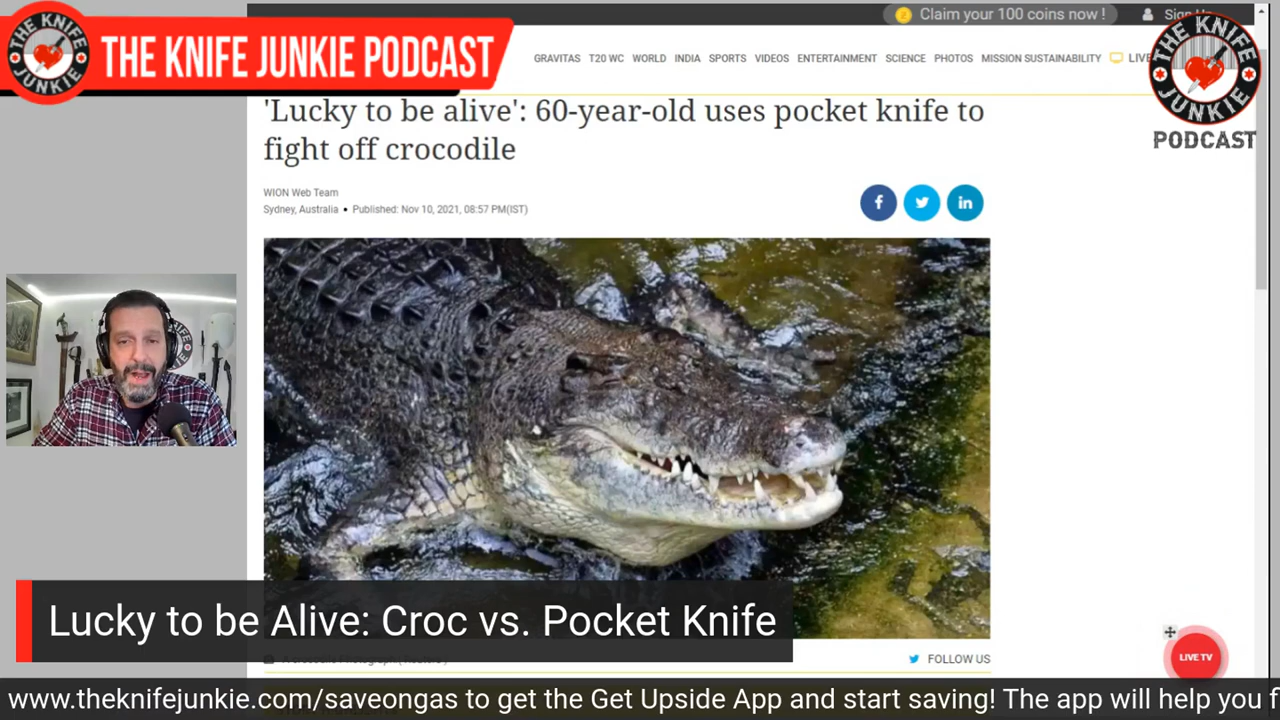 THE KNIFE JUNKIE
THE KNIFE JUNKIE PODCAST
Claim your 100 coins now !
GRAVITAS T20 WC WORLD INDIA SPORTS VIDEOS ENTERTAINMENT SCIENCE PHOTOS MISSION SUSTAINABILITY LIVE
THE KNIFE
JUNKIE
PODCAST
'Lucky to be alive': 60-year-old uses pocket knife to
fight off crocodile
WION Web Team
Sydney, Australia • Published: Nov 10, 2021, 08:57 PM(IST)
Lucky to be Alive: Croc vs. Pocket Knife
FOLLOW US
LIVE TV
www.theknifejunkie.com/saveongas to get the Get Upside App and start saving! The app will help you f